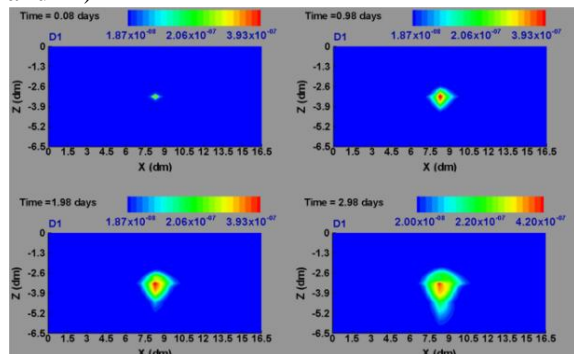 Time = 0.08 days
D1 1.87x10⁻⁰⁸ 2.06x10⁻⁰⁷ 3.93x10⁻⁰⁷
Z (dm)
0
-1.3
-2.6
-3.9
-5.2
-6.5
0 1.5 3 4.5 6 7.5 9 10.5 12 13.5 15 16.5
X (dm)
Time = 0.98 days
D1 1.87x10⁻⁰⁸ 2.06x10⁻⁰⁷ 3.93x10⁻⁰⁷
Z (dm)
0
-1.3
-2.6
-3.9
-5.2
-6.5
0 1.5 3 4.5 6 7.5 9 10.5 12 13.5 15 16.5
X (dm)
Time =1.98 days
D1 1.87x10⁻⁰⁸ 2.06x10⁻⁰⁷ 3.93x10⁻⁰⁷
Z (dm)
0
-1.3
-2.6
-3.9
-5.2
-6.5
0 1.5 3 4.5 6 7.5 9 10.5 12 13.5 15 16.5
X (dm)
Time = 2.98 days
D1 2.00x10⁻⁰⁸ 2.20x10⁻⁰⁷ 4.20x10⁻⁰⁷
Z (dm)
0
-1.3
-2.6
-3.9
-5.2
-6.5
0 1.5 3 4.5 6 7.5 9 10.5 12 13.5 15 16.5
X (dm)